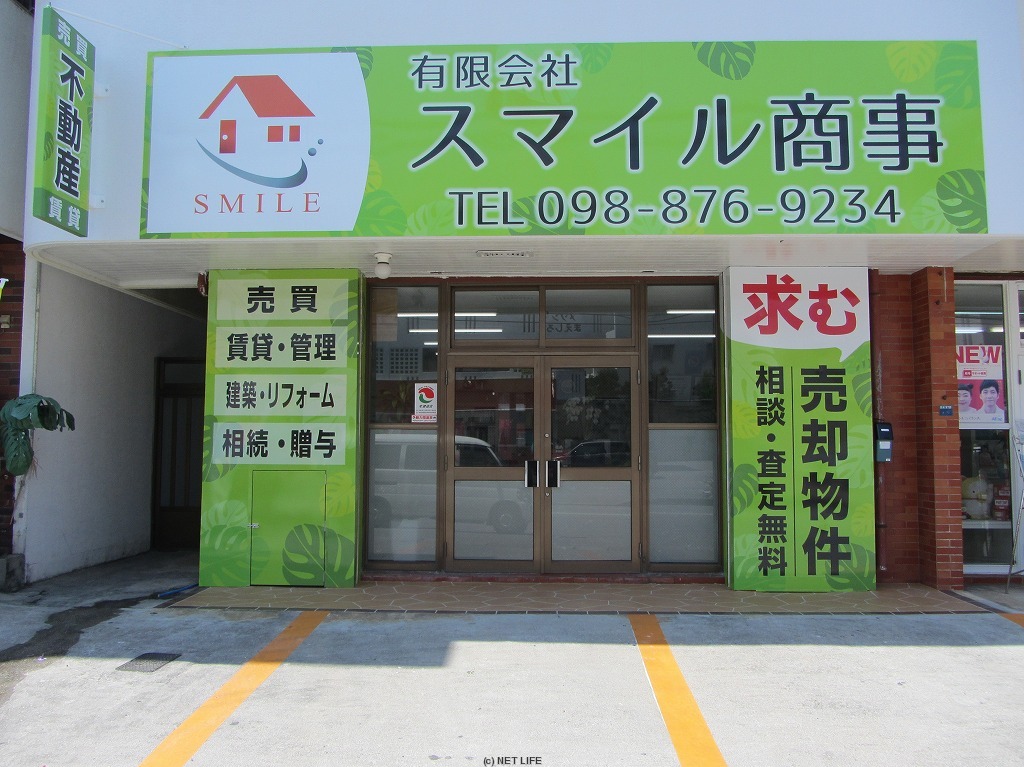 売買
不動産
賃貸
SMILE
有限会社
スマイル商事
TEL 098-876-9234
売買
賃貸・管理
建築・リフォーム
相続・贈与
求む
売却物件
相談・査定無料
NEW
(c) NET LIFE